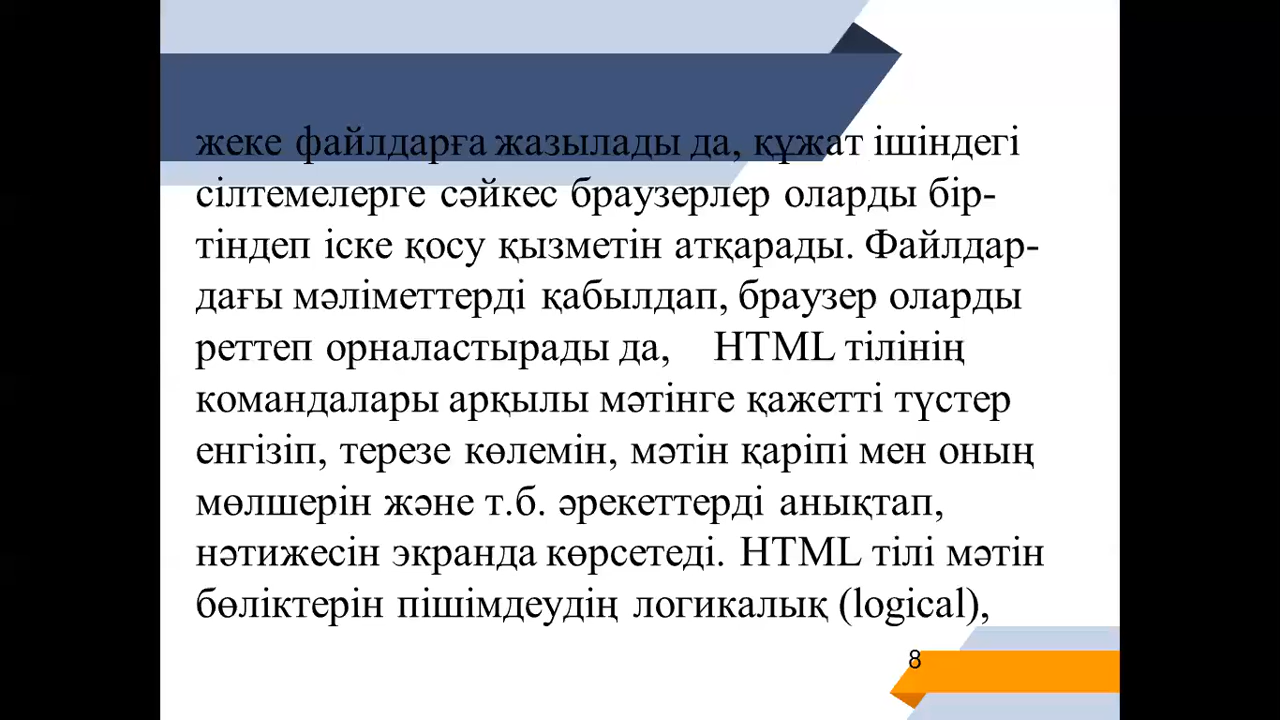 жеке файлдарға жазылады да, құжат ішіндегі
сілтемелерге сәйкес браузерлер оларды бір-
тіндеп іске қосу қызметін атқарады. Файлдар-
дағы мәліметтерді қабылдап, браузер оларды
реттеп орналастырады да, HTML тілінің
командалары арқылы мәтінге қажетті түстер
енгізіп, терезе көлемін, мәтін қаріпі мен оның
мөлшерін және т.б. әрекеттерді анықтап,
нәтижесін экранда көрсетеді. HTML тілі мәтін
бөліктерін пішімдеудің логикалық (logical),
8